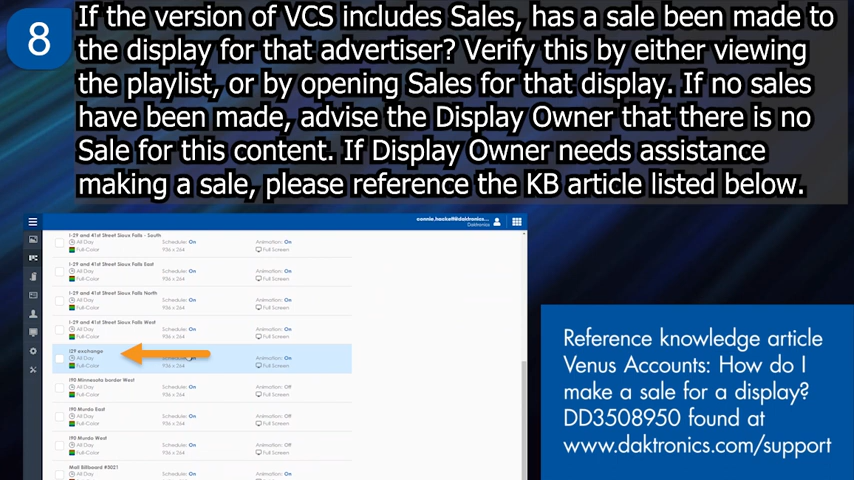 8
If the version of VCS includes Sales, has a sale been made to
the display for that advertiser? Verify this by either viewing
the playlist, or by opening Sales for that display. If no sales
have been made, advise the Display Owner that there is no
Sale for this content. If Display Owner needs assistance
making a sale, please reference the KB article listed below.
connie.hackett@daktronics...
Daktronics
I-29 and 41st Street Sioux Falls - South
All Day Schedule: On Animation: On
Full-Color 936 x 264 Full Screen
I-29 and 41st Street Sioux Falls East
All Day Schedule: On Animation: On
Full-Color 936 x 264 Full Screen
I-29 and 41st Street Sioux Falls North
All Day Schedule: On Animation: On
Full-Color 936 x 264 Full Screen
I-29 and 41st Street Sioux Falls West
All Day Schedule: On Animation: On
Full-Color 936 x 264 Full Screen
I29 exchange
All Day Animation: On
Full-Color 936 x 264 Full Screen
I90 Minnesota border West
All Day Schedule: On Animation: Off
Full-Color 936 x 264 Full Screen
I90 Murdo East
All Day Schedule: On Animation: Off
Full-Color 936 x 264 Full Screen
I90 Murdo West
All Day Schedule: On Animation: Off
Full-Color 936 x 264 Full Screen
Mall Billboard #0021
All Day Schedule: On Animation: On
Reference knowledge article
Venus Accounts: How do I
make a sale for a display?
DD3508950 found at
www.daktronics.com/support